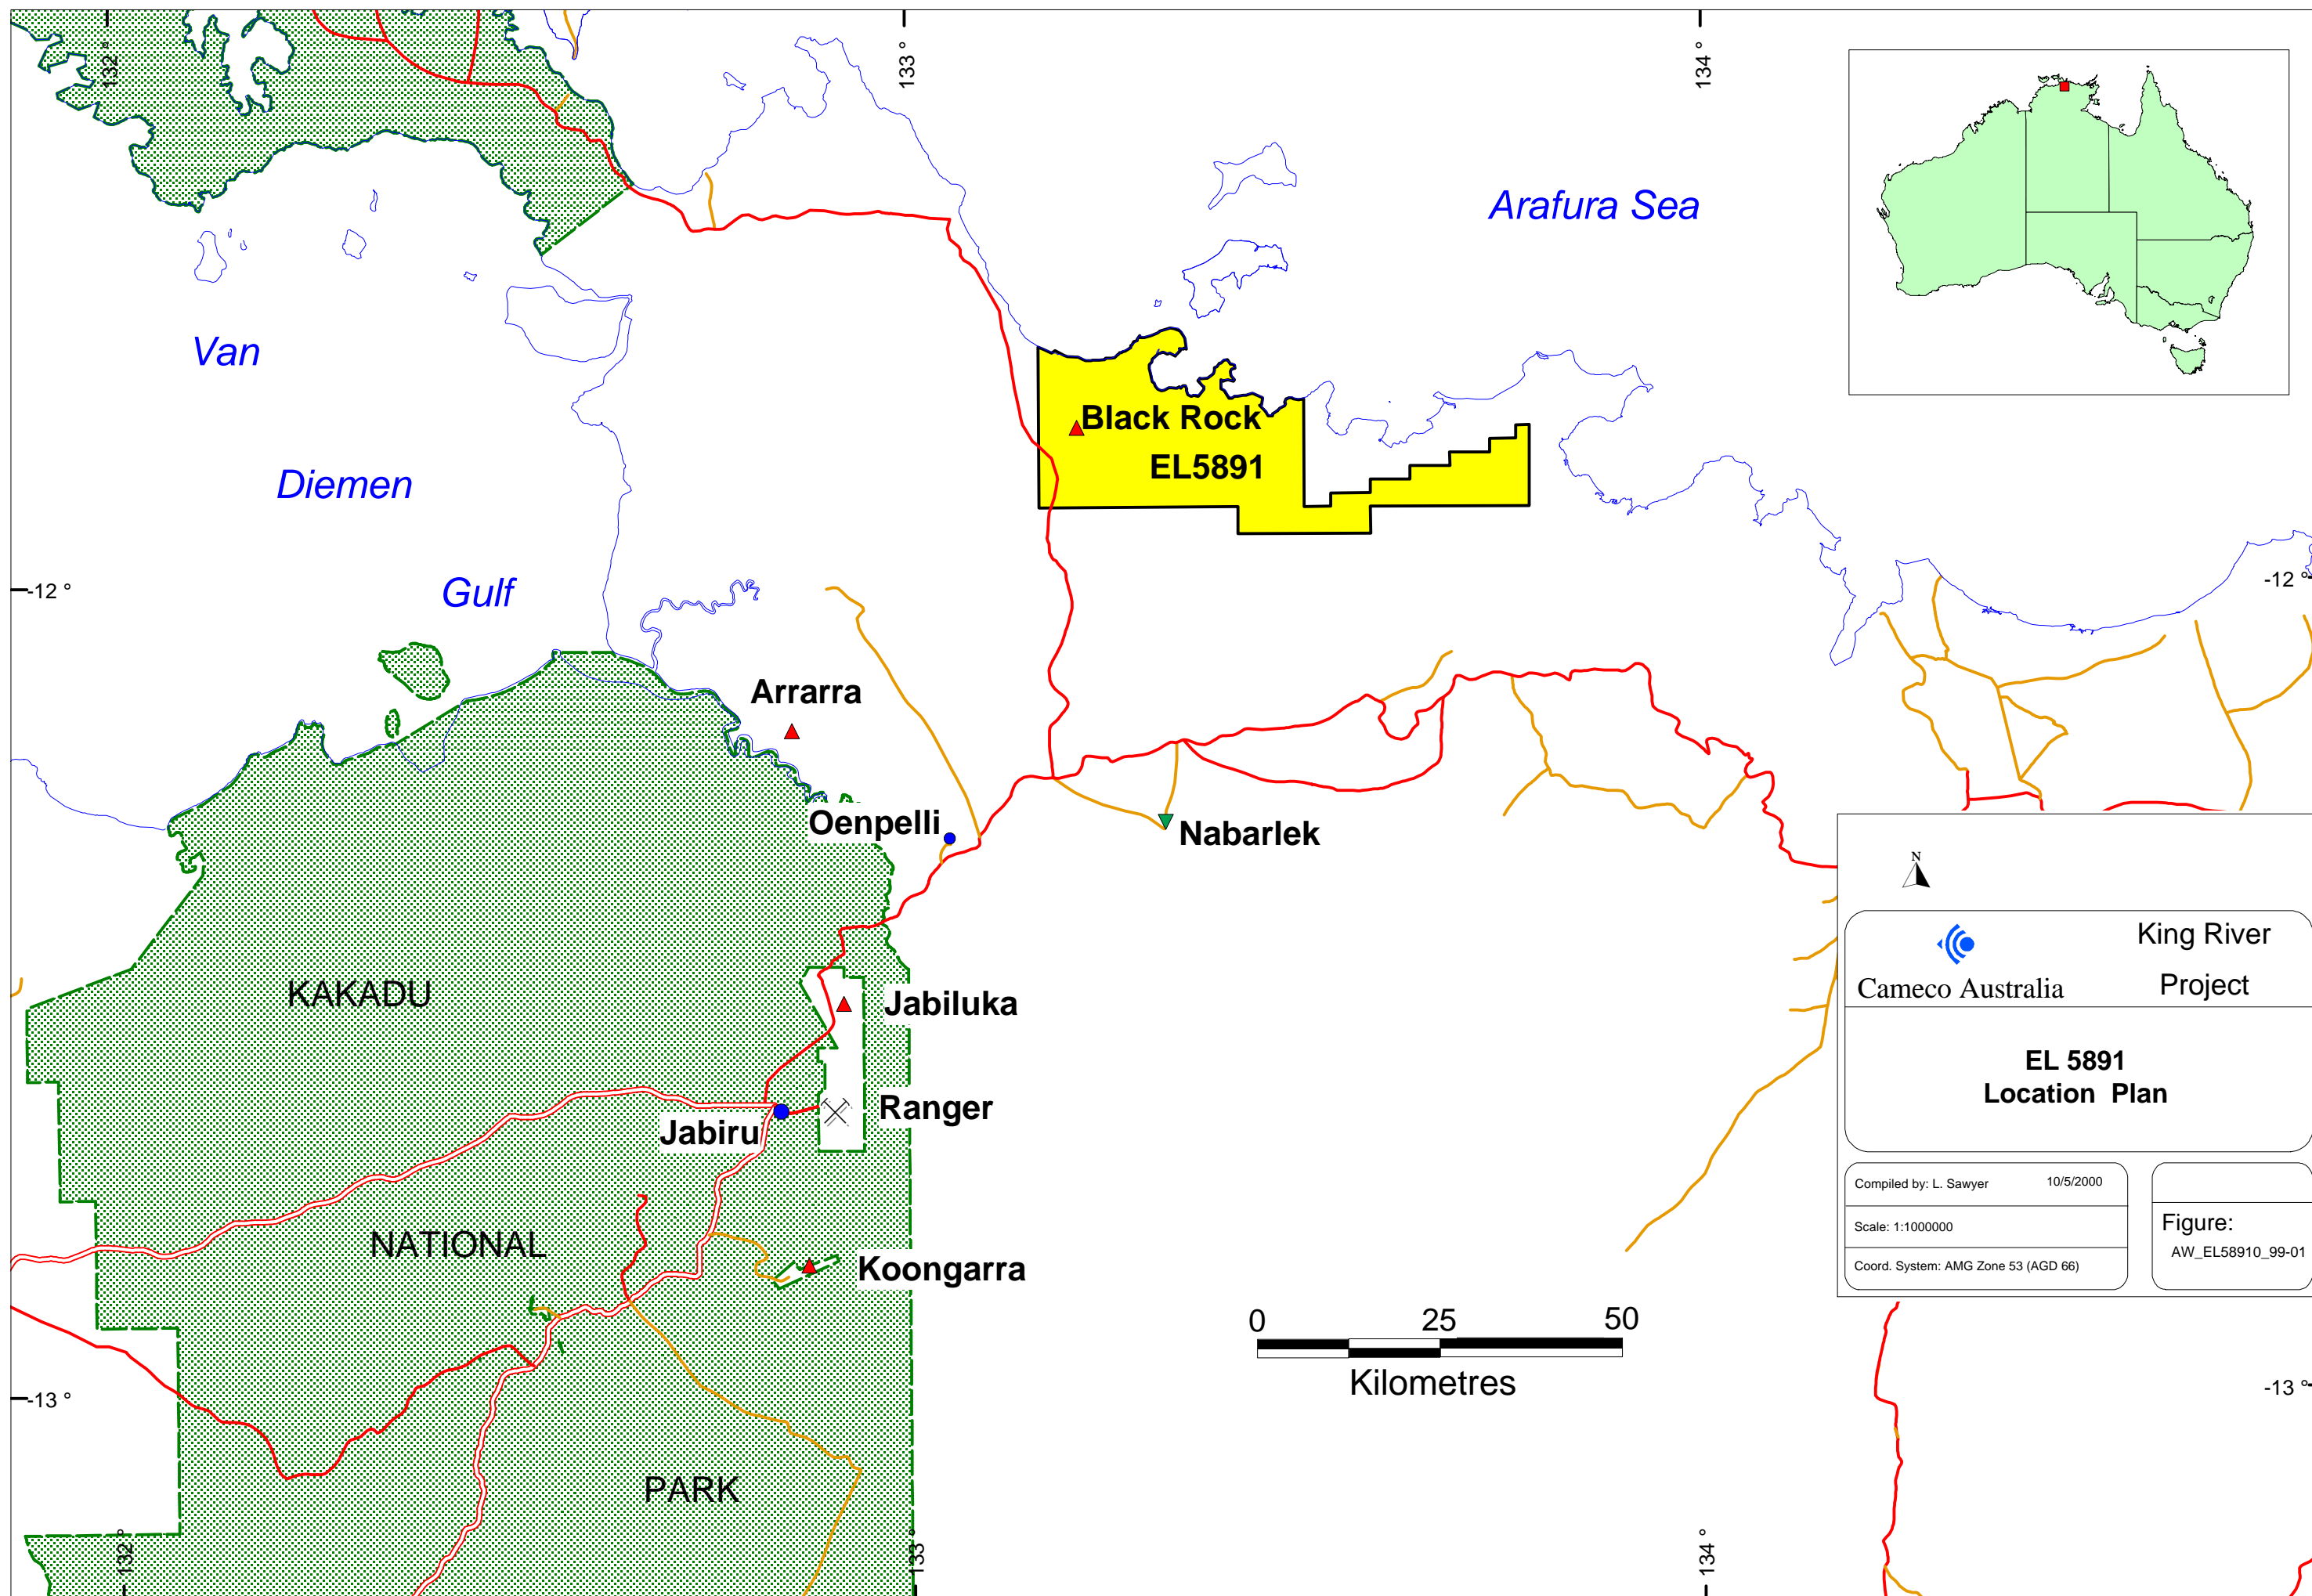 132 °
133 °
134 °
Arafura Sea
Van
Diemen
Gulf
Black Rock
EL5891
-12 °
-12 °
Arrarra
Oenpelli
Nabarlek
KAKADU
Jabiluka
Ranger
Jabiru
NATIONAL
Koongarra
PARK
0 25 50
Kilometres
-13 °
-13 °
132 °
133 °
134 °
N
Cameco Australia
King River
Project
EL 5891
Location Plan
Compiled by: L. Sawyer 10/5/2000
Scale: 1:1000000
Coord. System: AMG Zone 53 (AGD 66)
Figure:
AW_EL58910_99-01